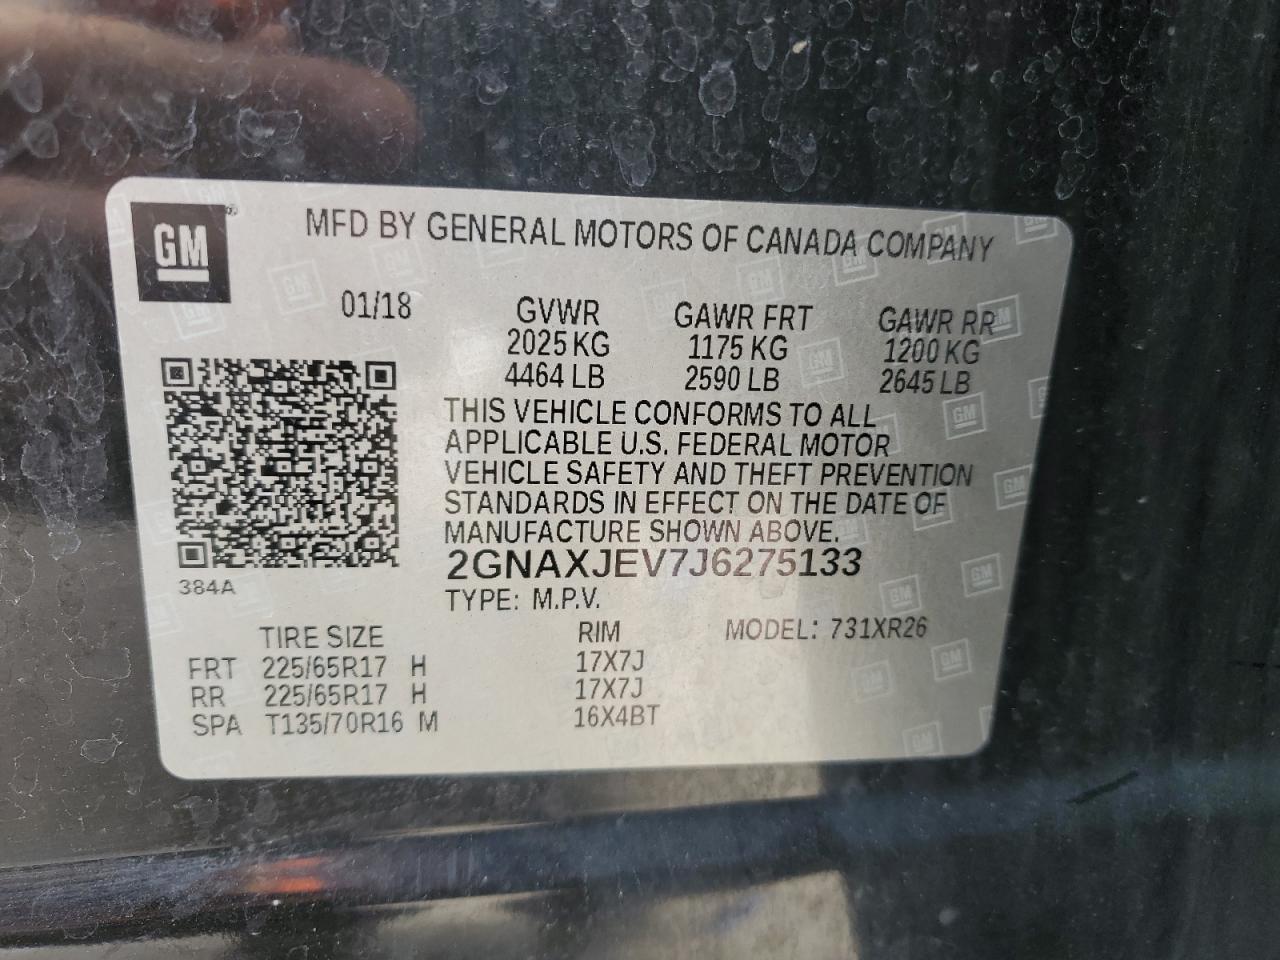 GM
MFD BY GENERAL MOTORS OF CANADA COMPANY
01/18 GVWR GAWR FRT GAWR RR
2025 KG 1175 KG 1200 KG
4464 LB 2590 LB 2645 LB
THIS VEHICLE CONFORMS TO ALL
APPLICABLE U.S. FEDERAL MOTOR
VEHICLE SAFETY AND THEFT PREVENTION
STANDARDS IN EFFECT ON THE DATE OF
MANUFACTURE SHOWN ABOVE.
2GNAXJEV7J6275133
384A
TYPE: M.P.V.
TIRE SIZE RIM MODEL: 731XR26
FRT 225/65R17 H 17X7J
RR 225/65R17 H 17X7J
SPA T135/70R16 M 16X4BT